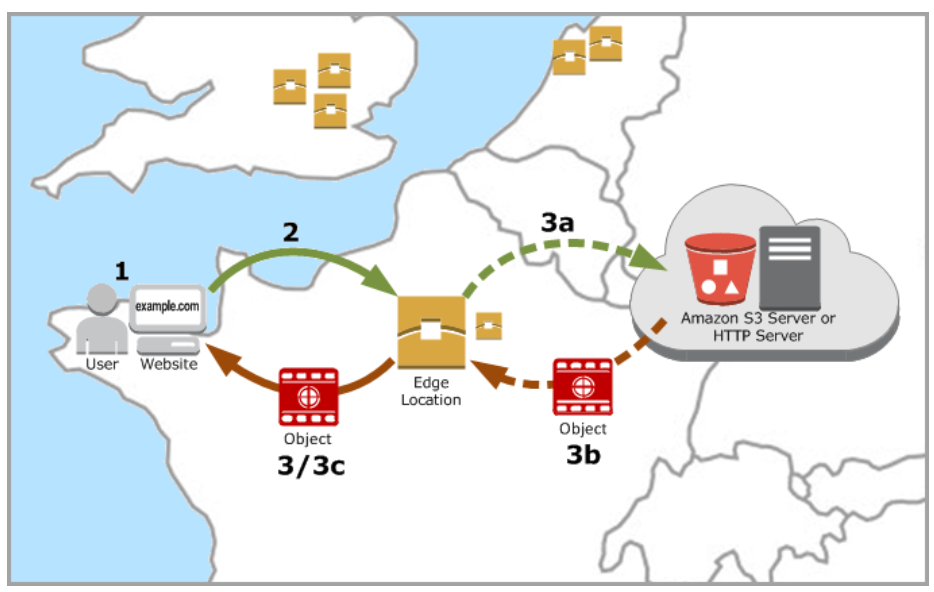 1
example.com
User
Website
2
Edge
Location
Object
3/3c
3a
Object
3b
Amazon S3 Server or
HTTP Server